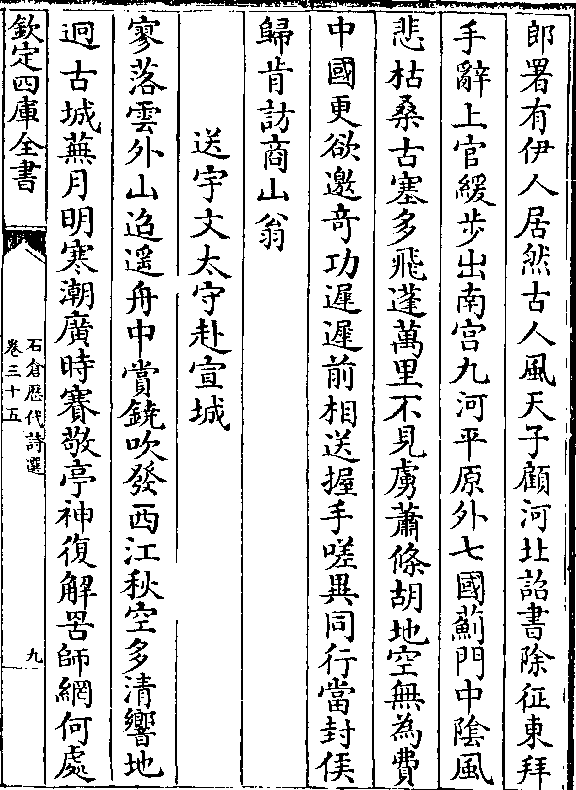 郎署有伊人居然古人風天子顧河北詔書除征東拜
手辭上官緩步出南宫九河平原外七國薊門中隂風
悲枯桑古塞多飛蓬萬里不見虜蕭條胡地空無為費
中國更欲邀竒功遲遲前相送握手嗟異同行當封侯
歸肯訪商山翁
送宇文太守赴宣城
寥落雲外山迢遥舟中賞鐃吹發西江秋空多清響地
迥古城蕪月明寒潮廣時賽敬亭神復解罟師網何處
欽定四庫全書
石倉歴代詩選
卷三十五
九